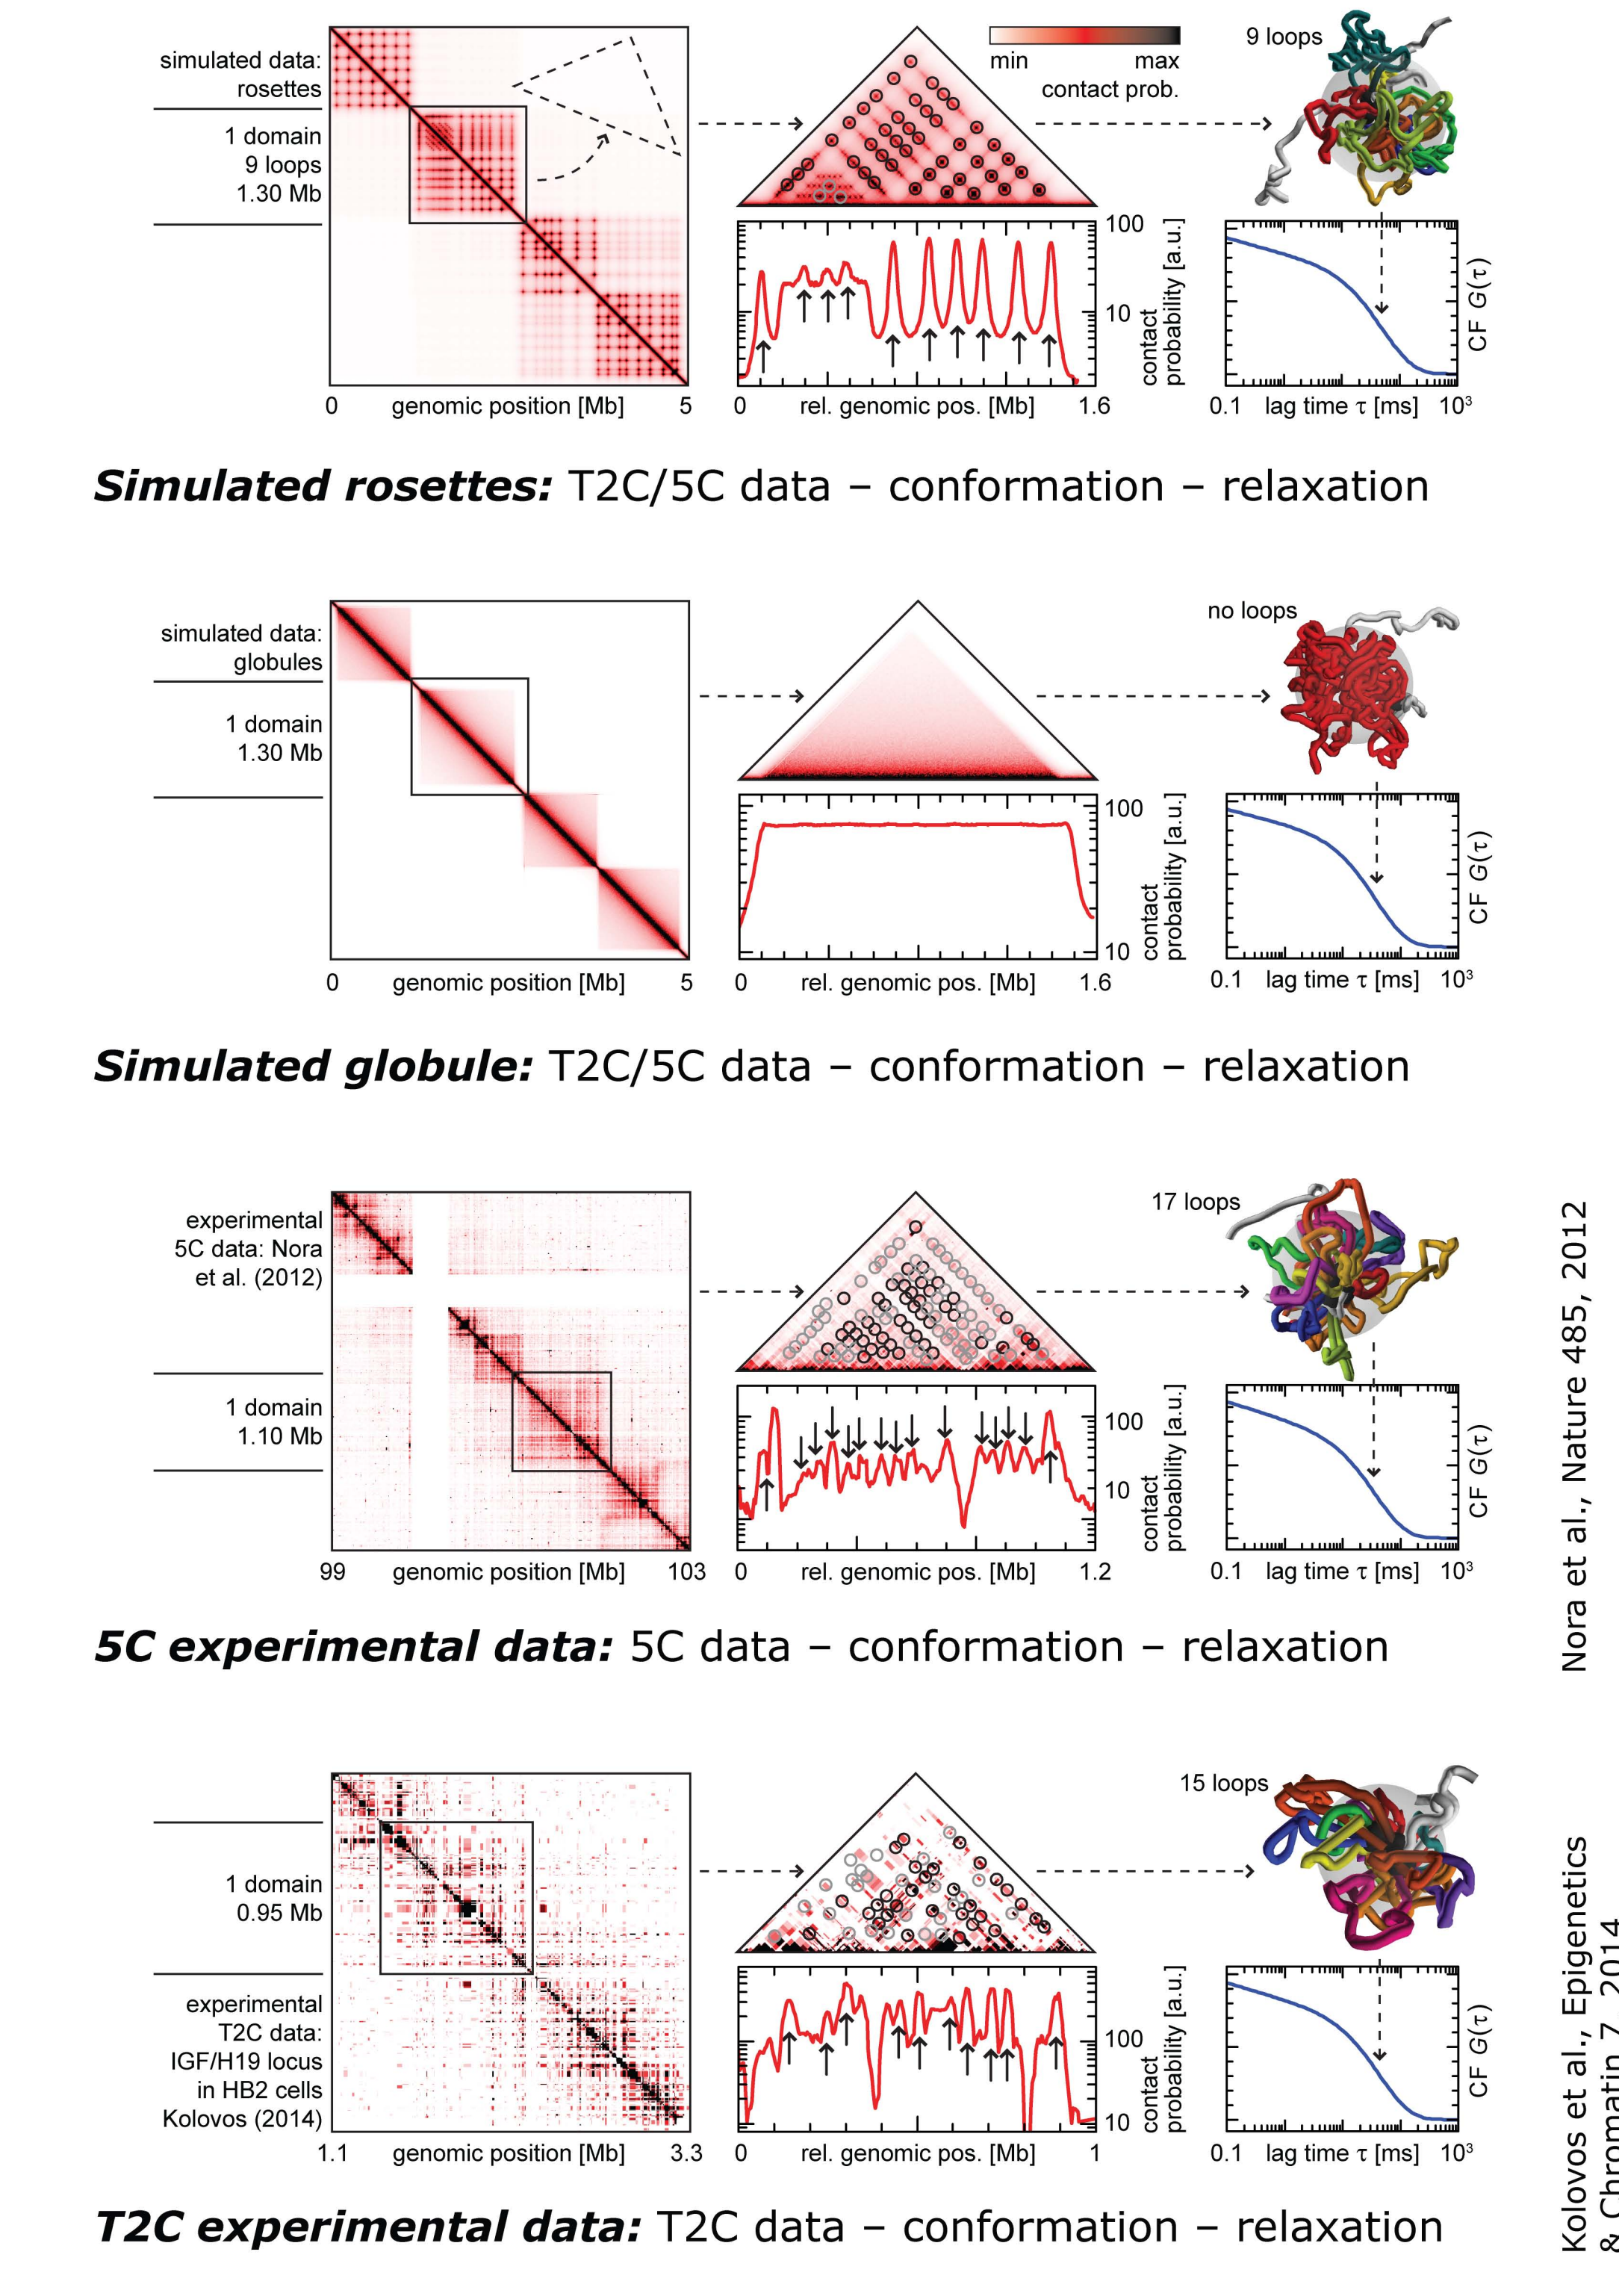 simulated data:
rosettes
1 domain
9 loops
1.30 Mb
0 genomic position [Mb] 5
min max
contact prob.
100
10
contact
probability [a.u.]
0 rel. genomic pos. [Mb] 1.6
9 loops
CF G(τ)
0.1 lag time τ [ms] 10³
Simulated rosettes: T2C/5C data – conformation – relaxation
simulated data:
globules
1 domain
1.30 Mb
0 genomic position [Mb] 5
100
10
contact
probability [a.u.]
0 rel. genomic pos. [Mb] 1.6
no loops
CF G(τ)
0.1 lag time τ [ms] 10³
Simulated globule: T2C/5C data – conformation – relaxation
experimental
5C data: Nora
et al. (2012)
1 domain
1.10 Mb
99 genomic position [Mb] 103
100
10
contact
probability [a.u.]
0 rel. genomic pos. [Mb] 1.2
17 loops
CF G(τ)
0.1 lag time τ [ms] 10³
Nora et al., Nature 485, 2012
5C experimental data: 5C data – conformation – relaxation
1 domain
0.95 Mb
experimental
T2C data:
IGF/H19 locus
in HB2 cells
Kolovos (2014)
1.1 genomic position [Mb] 3.3
100
10
contact
probability [a.u.]
0 rel. genomic pos. [Mb] 1
15 loops
CF G(τ)
0.1 lag time τ [ms] 10³
Kolovos et al., Epigenetics
& Chromatin 7, 2014
T2C experimental data: T2C data – conformation – relaxation